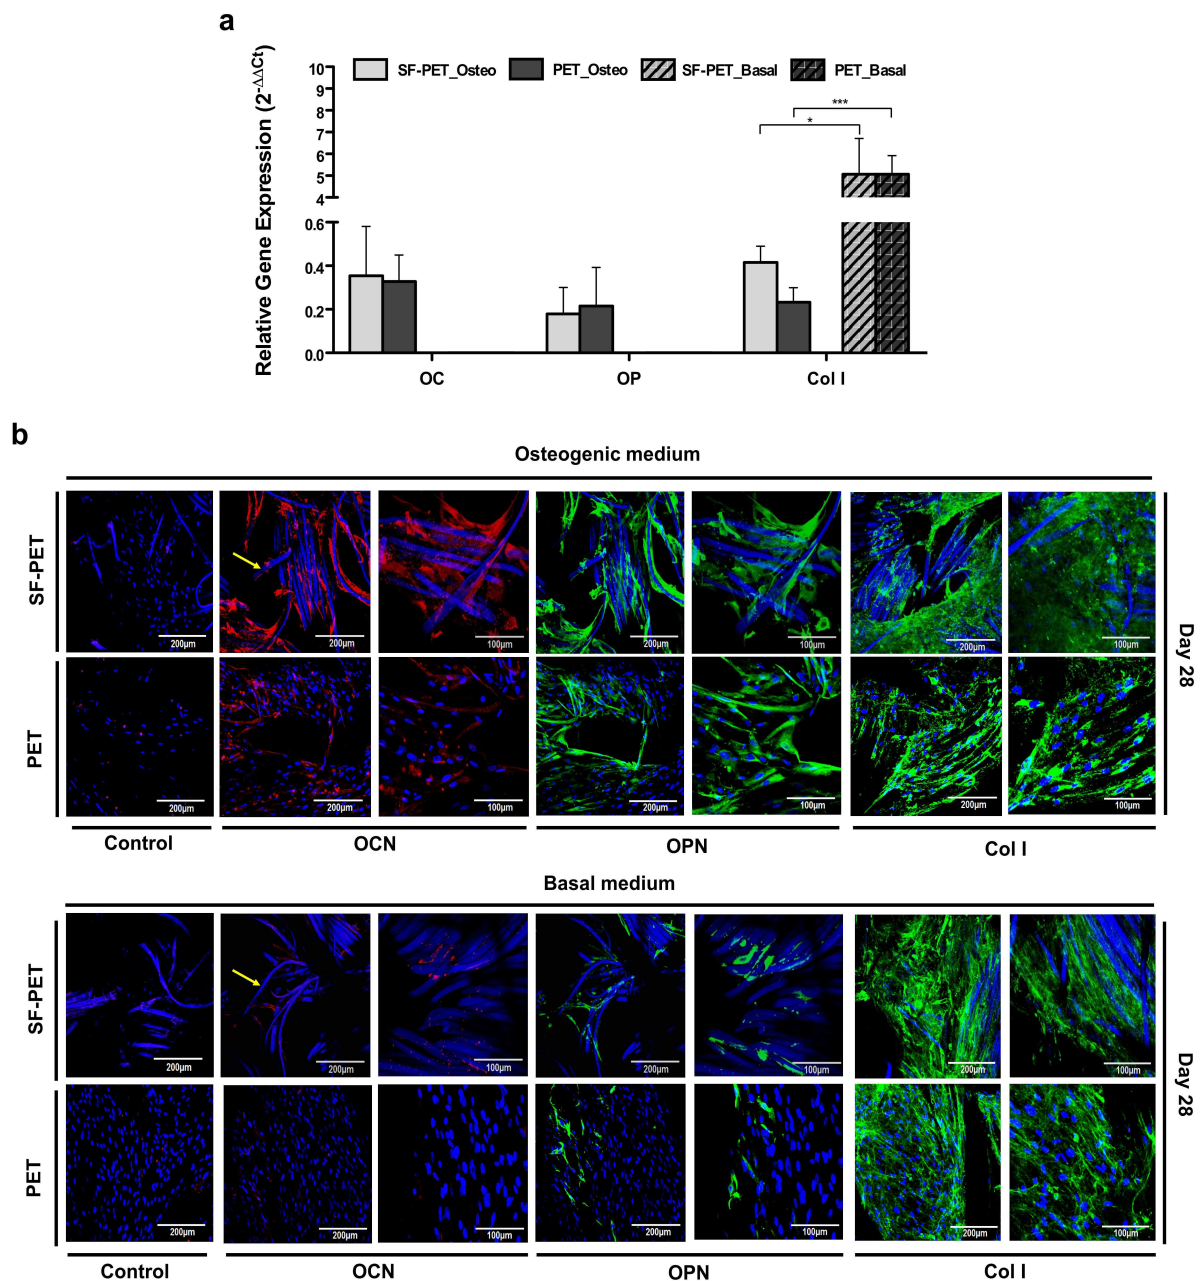 a
Relative Gene Expression (2-ΔΔCt)
SF-PET_Osteo PET_Osteo SF-PET_Basal PET_Basal
10
9
8
7
6
5
4
0.6
0.4
0.2
0.0
***
*
OC OP Col I
b
Osteogenic medium
SF-PET
200µm 200µm 100µm 200µm 100µm 200µm 100µm
PET
200µm 200µm 100µm 200µm 100µm 200µm 100µm
Day 28
Control OCN OPN Col I
Basal medium
SF-PET
200µm 200µm 100µm 200µm 100µm 200µm 100µm
PET
200µm 200µm 100µm 200µm 100µm 200µm 100µm
Day 28
Control OCN OPN Col I